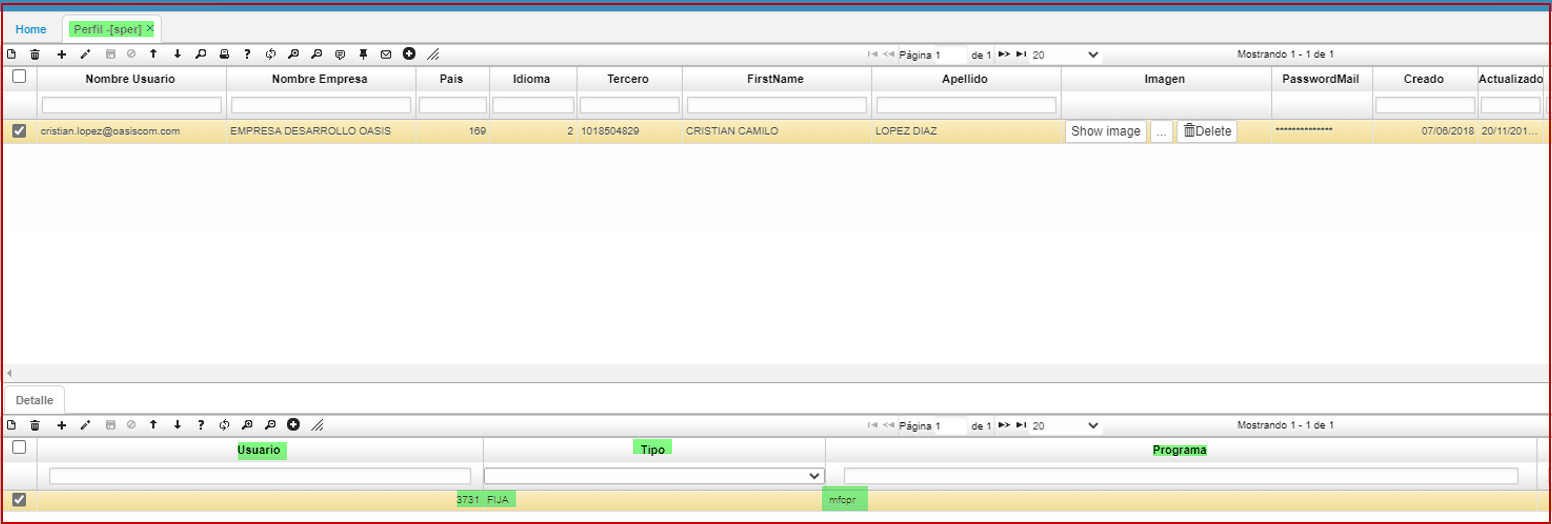 Home Perfil -[sper] ×
Página 1 de 1 20 Mostrando 1 - 1 de 1
Nombre Usuario Nombre Empresa Pais Idioma Tercero FirstName Apellido Imagen PasswordMail Creado Actualizado
cristian.lopez@oasiscom.com EMPRESA DESARROLLO OASIS 169 2 1018504829 CRISTIAN CAMILO LOPEZ DIAZ Show image ... Delete ************** 07/06/2018 20/11/201...
Detalle
Página 1 de 1 20 Mostrando 1 - 1 de 1
Usuario Tipo Programa
3731 FIJA mfcpr